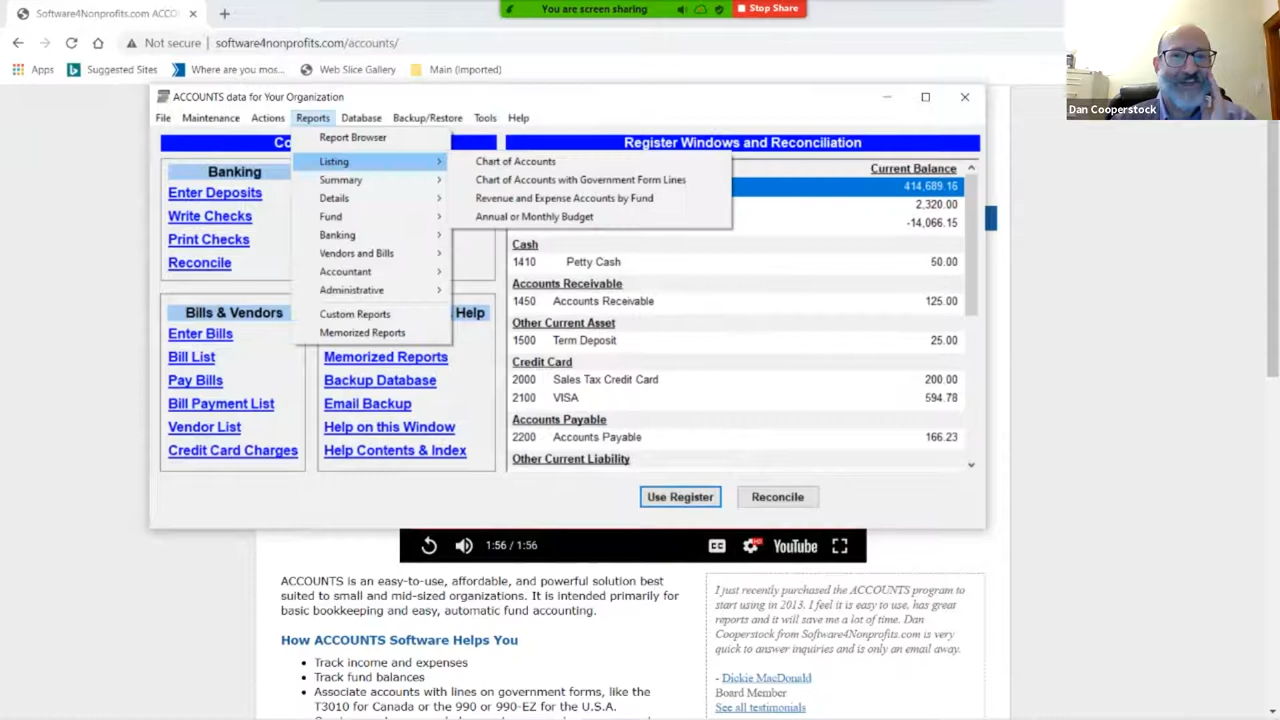 Software4Nonprofits.com ACCO
You are screen sharing
Stop Share
Not secure
software4nonprofits.com/accounts/
Apps
Suggested Sites
Where are you mos...
Web Slice Gallery
Main (Imported)
Dan Cooperstock
ACCOUNTS data for Your Organization
File
Maintenance
Actions
Reports
Database
Backup/Restore
Tools
Help
Co
Banking
Enter Deposits
Write Checks
Print Checks
Reconcile
Bills & Vendors
Enter Bills
Bill List
Pay Bills
Bill Payment List
Vendor List
Credit Card Charges
Report Browser
Listing
Summary
Details
Fund
Banking
Vendors and Bills
Accountant
Administrative
Custom Reports
Memorized Reports
Chart of Accounts
Chart of Accounts with Government Form Lines
Revenue and Expense Accounts by Fund
Annual or Monthly Budget
Help
Memorized Reports
Backup Database
Email Backup
Help on this Window
Help Contents & Index
Register Windows and Reconciliation
Current Balance
414,689.16
2,320.00
-14,066.15
Cash
1410 Petty Cash 50.00
Accounts Receivable
1450 Accounts Receivable 125.00
Other Current Asset
1500 Term Deposit 25.00
Credit Card
2000 Sales Tax Credit Card 200.00
2100 VISA 594.78
Accounts Payable
2200 Accounts Payable 166.23
Other Current Liability
Use Register
Reconcile
1:56 / 1:56
CC
HD
YouTube
ACCOUNTS is an easy-to-use, affordable, and powerful solution best
suited to small and mid-sized organizations. It is intended primarily for
basic bookkeeping and easy, automatic fund accounting.
How ACCOUNTS Software Helps You
• Track income and expenses
• Track fund balances
• Associate accounts with lines on government forms, like the
T3010 for Canada or the 990 or 990-EZ for the U.S.A.
I just recently purchased the ACCOUNTS program to
start using in 2013. I feel it is easy to use, has great
reports and it will save me a lot of time. Dan
Cooperstock from Software4Nonprofits.com is very
quick to answer inquiries and is only an email away.
- Dickie MacDonald
Board Member
See all testimonials